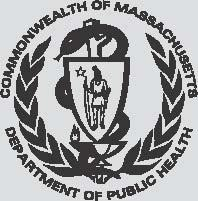 COMMONWEALTH OF MASSACHUSETTS
DEPARTMENT OF PUBLIC HEALTH